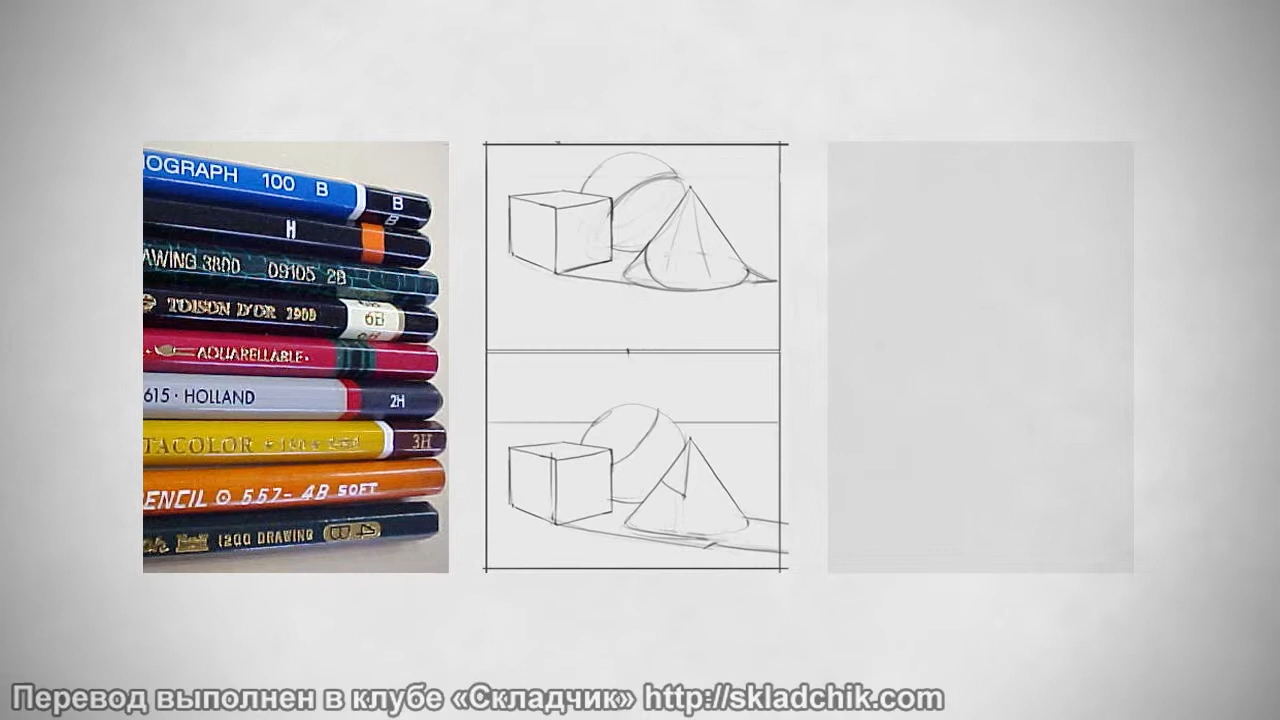 OGRAPH 100 B B
B
H
AWING 3800 09105 2B
TOISON D'OR 1900 6B
AQUARELLABLE
615 · HOLLAND 2H
TACOLOR 3H
ENCIL 557- 4B SOFT
1200 DRAWING 4B
Перевод выполнен в клубе «Складчик» http://skladchik.com